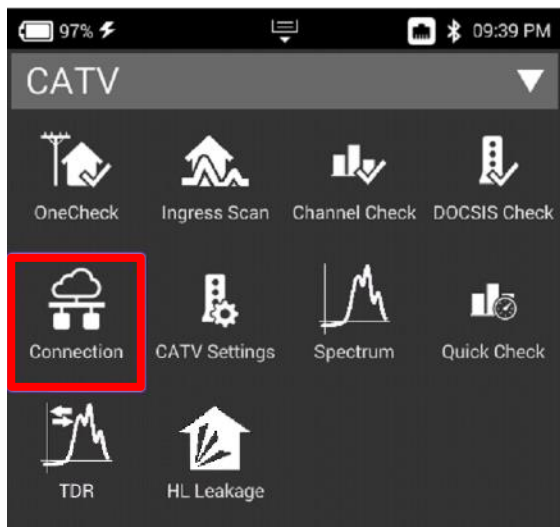 97% 09:39 PM
CATV
OneCheck Ingress Scan Channel Check DOCSIS Check
Connection CATV Settings Spectrum Quick Check
TDR HL Leakage